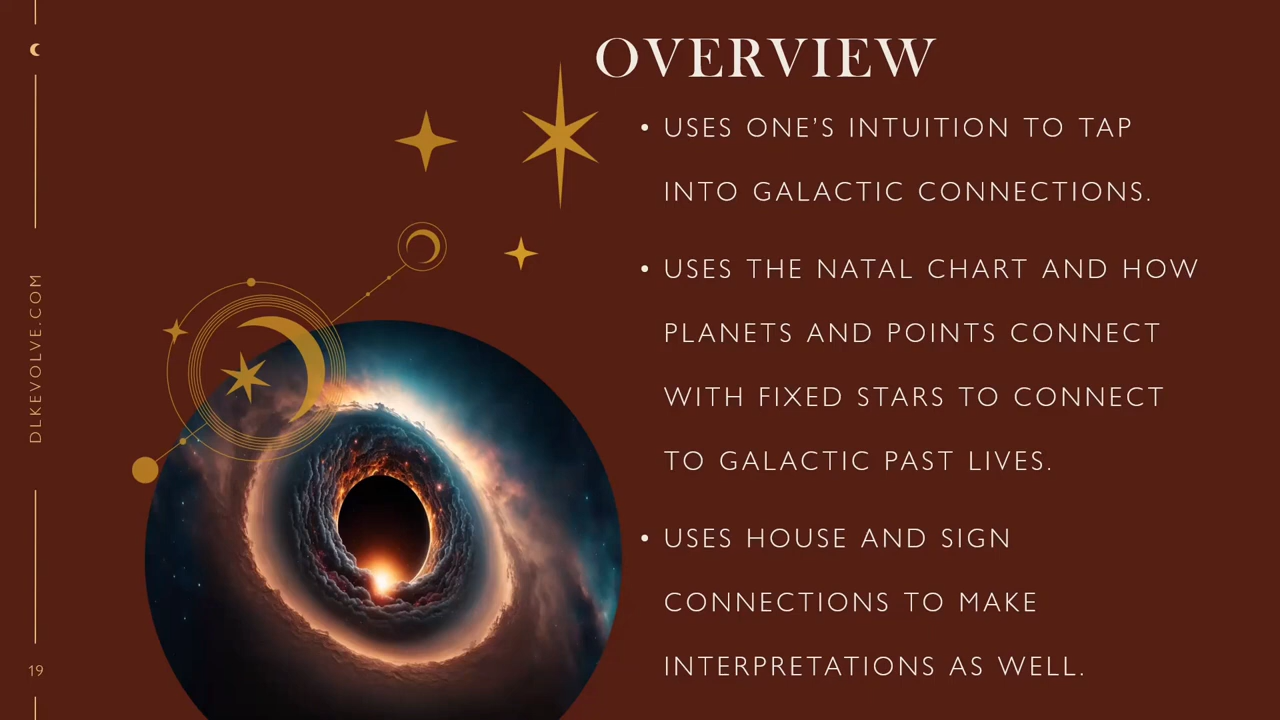 OVERVIEW
• USES ONE'S INTUITION TO TAP
INTO GALACTIC CONNECTIONS.
• USES THE NATAL CHART AND HOW
PLANETS AND POINTS CONNECT
WITH FIXED STARS TO CONNECT
TO GALACTIC PAST LIVES.
• USES HOUSE AND SIGN
CONNECTIONS TO MAKE
INTERPRETATIONS AS WELL.
DLKEVOLVE.COM
19